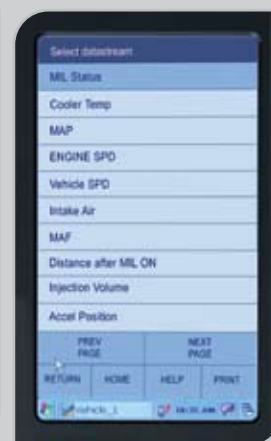 Select datastream
MIL Status
Cooler Temp
MAP
ENGINE SPD
Vehicle SPD
Intake Air
MAF
Distance after MIL ON
Injection Volume
Accel Position
PREV PAGE
NEXT PAGE
RETURN HOME HELP PRINT
Vehicle_1